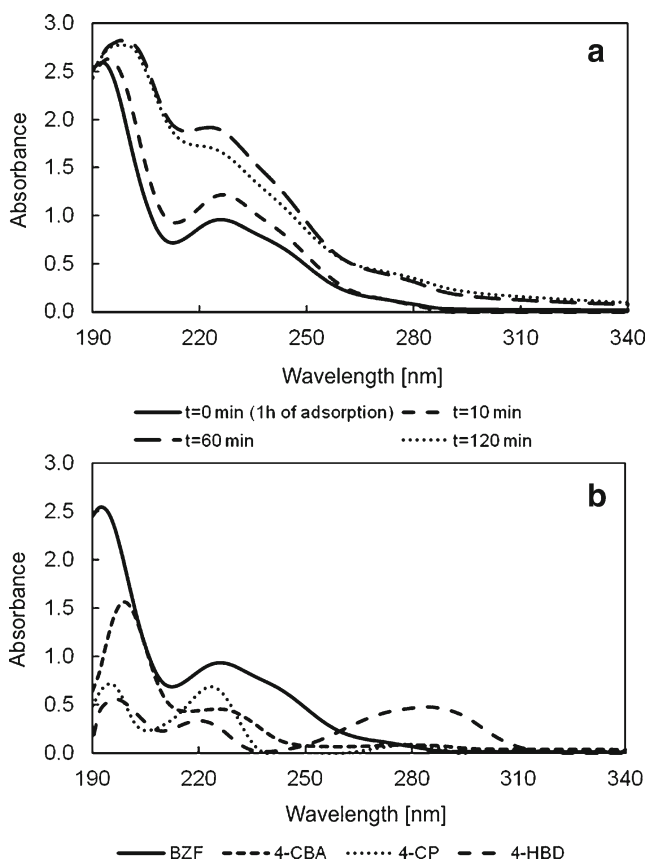 a
3.0
2.5
2.0
1.5
1.0
0.5
0.0
Absorbance
190 220 250 280 310 340
Wavelength [nm]
t=0 min (1h of adsorption) t=10 min
t=60 min t=120 min
b
3.0
2.5
2.0
1.5
1.0
0.5
0.0
Absorbance
190 220 250 280 310 340
Wavelength [nm]
BZF 4-CBA 4-CP 4-HBD